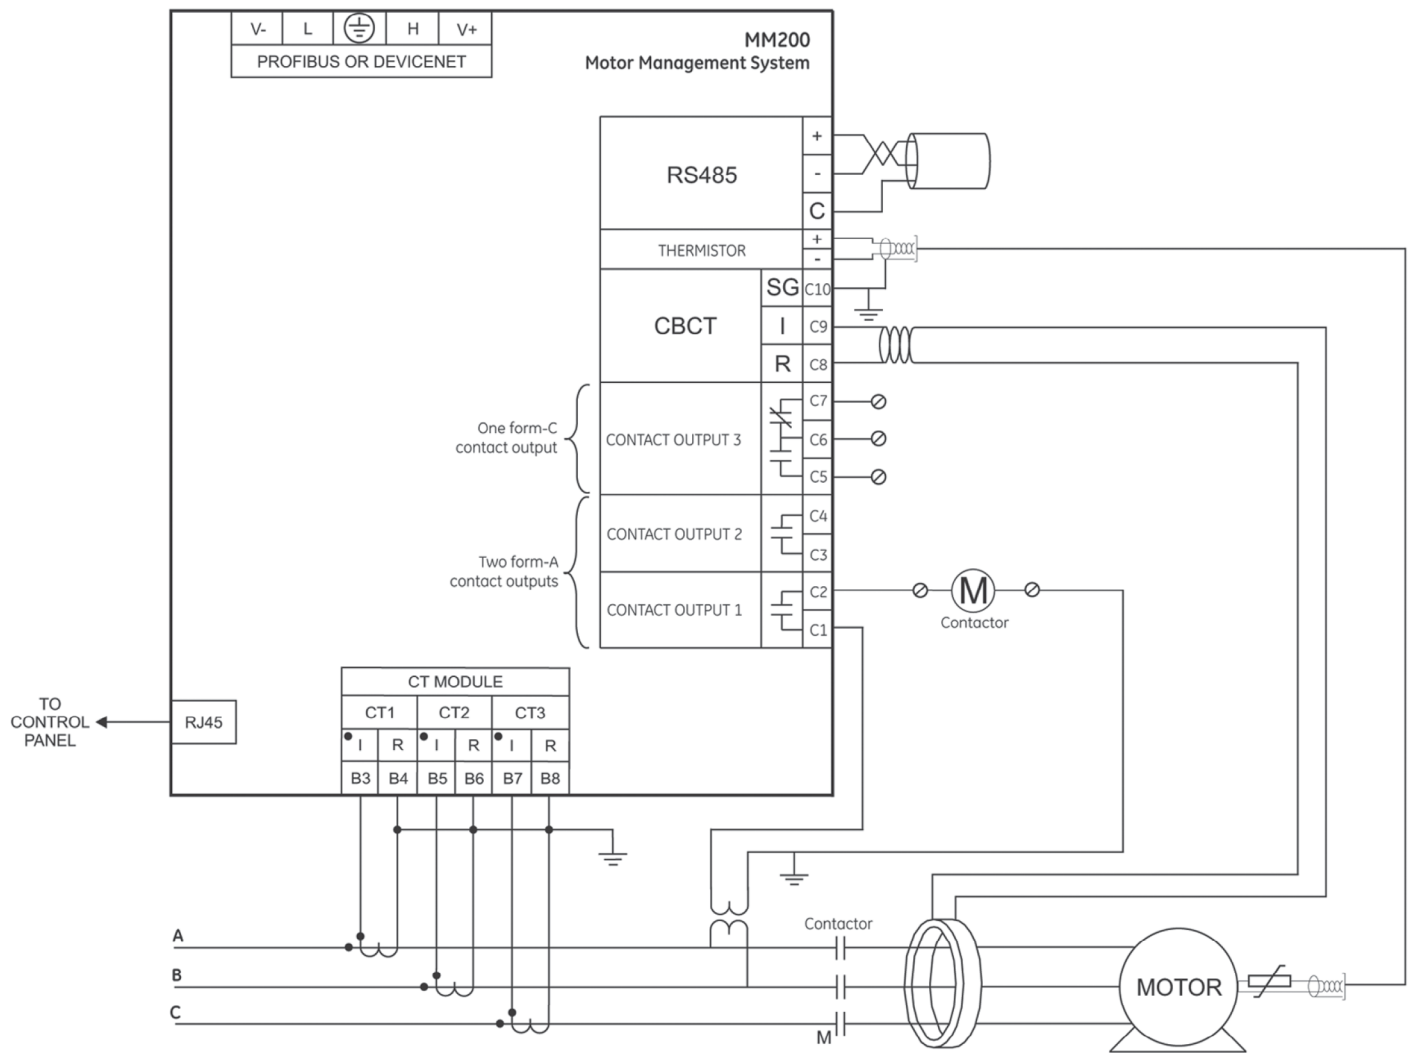 V- L H V+
PROFIBUS OR DEVICENET
MM200
Motor Management System
RS485
+
-
C
THERMISTOR
+
-
CBCT
SG C10
I C9
R C8
One form-C
contact output
CONTACT OUTPUT 3
C7
C6
C5
Two form-A
contact outputs
CONTACT OUTPUT 2
C4
C3
CONTACT OUTPUT 1
C2
C1
M
Contactor
TO
CONTROL
PANEL
RJ45
CT MODULE
CT1 CT2 CT3
I R I R I R
B3 B4 B5 B6 B7 B8
A
B
C
Contactor
M
MOTOR